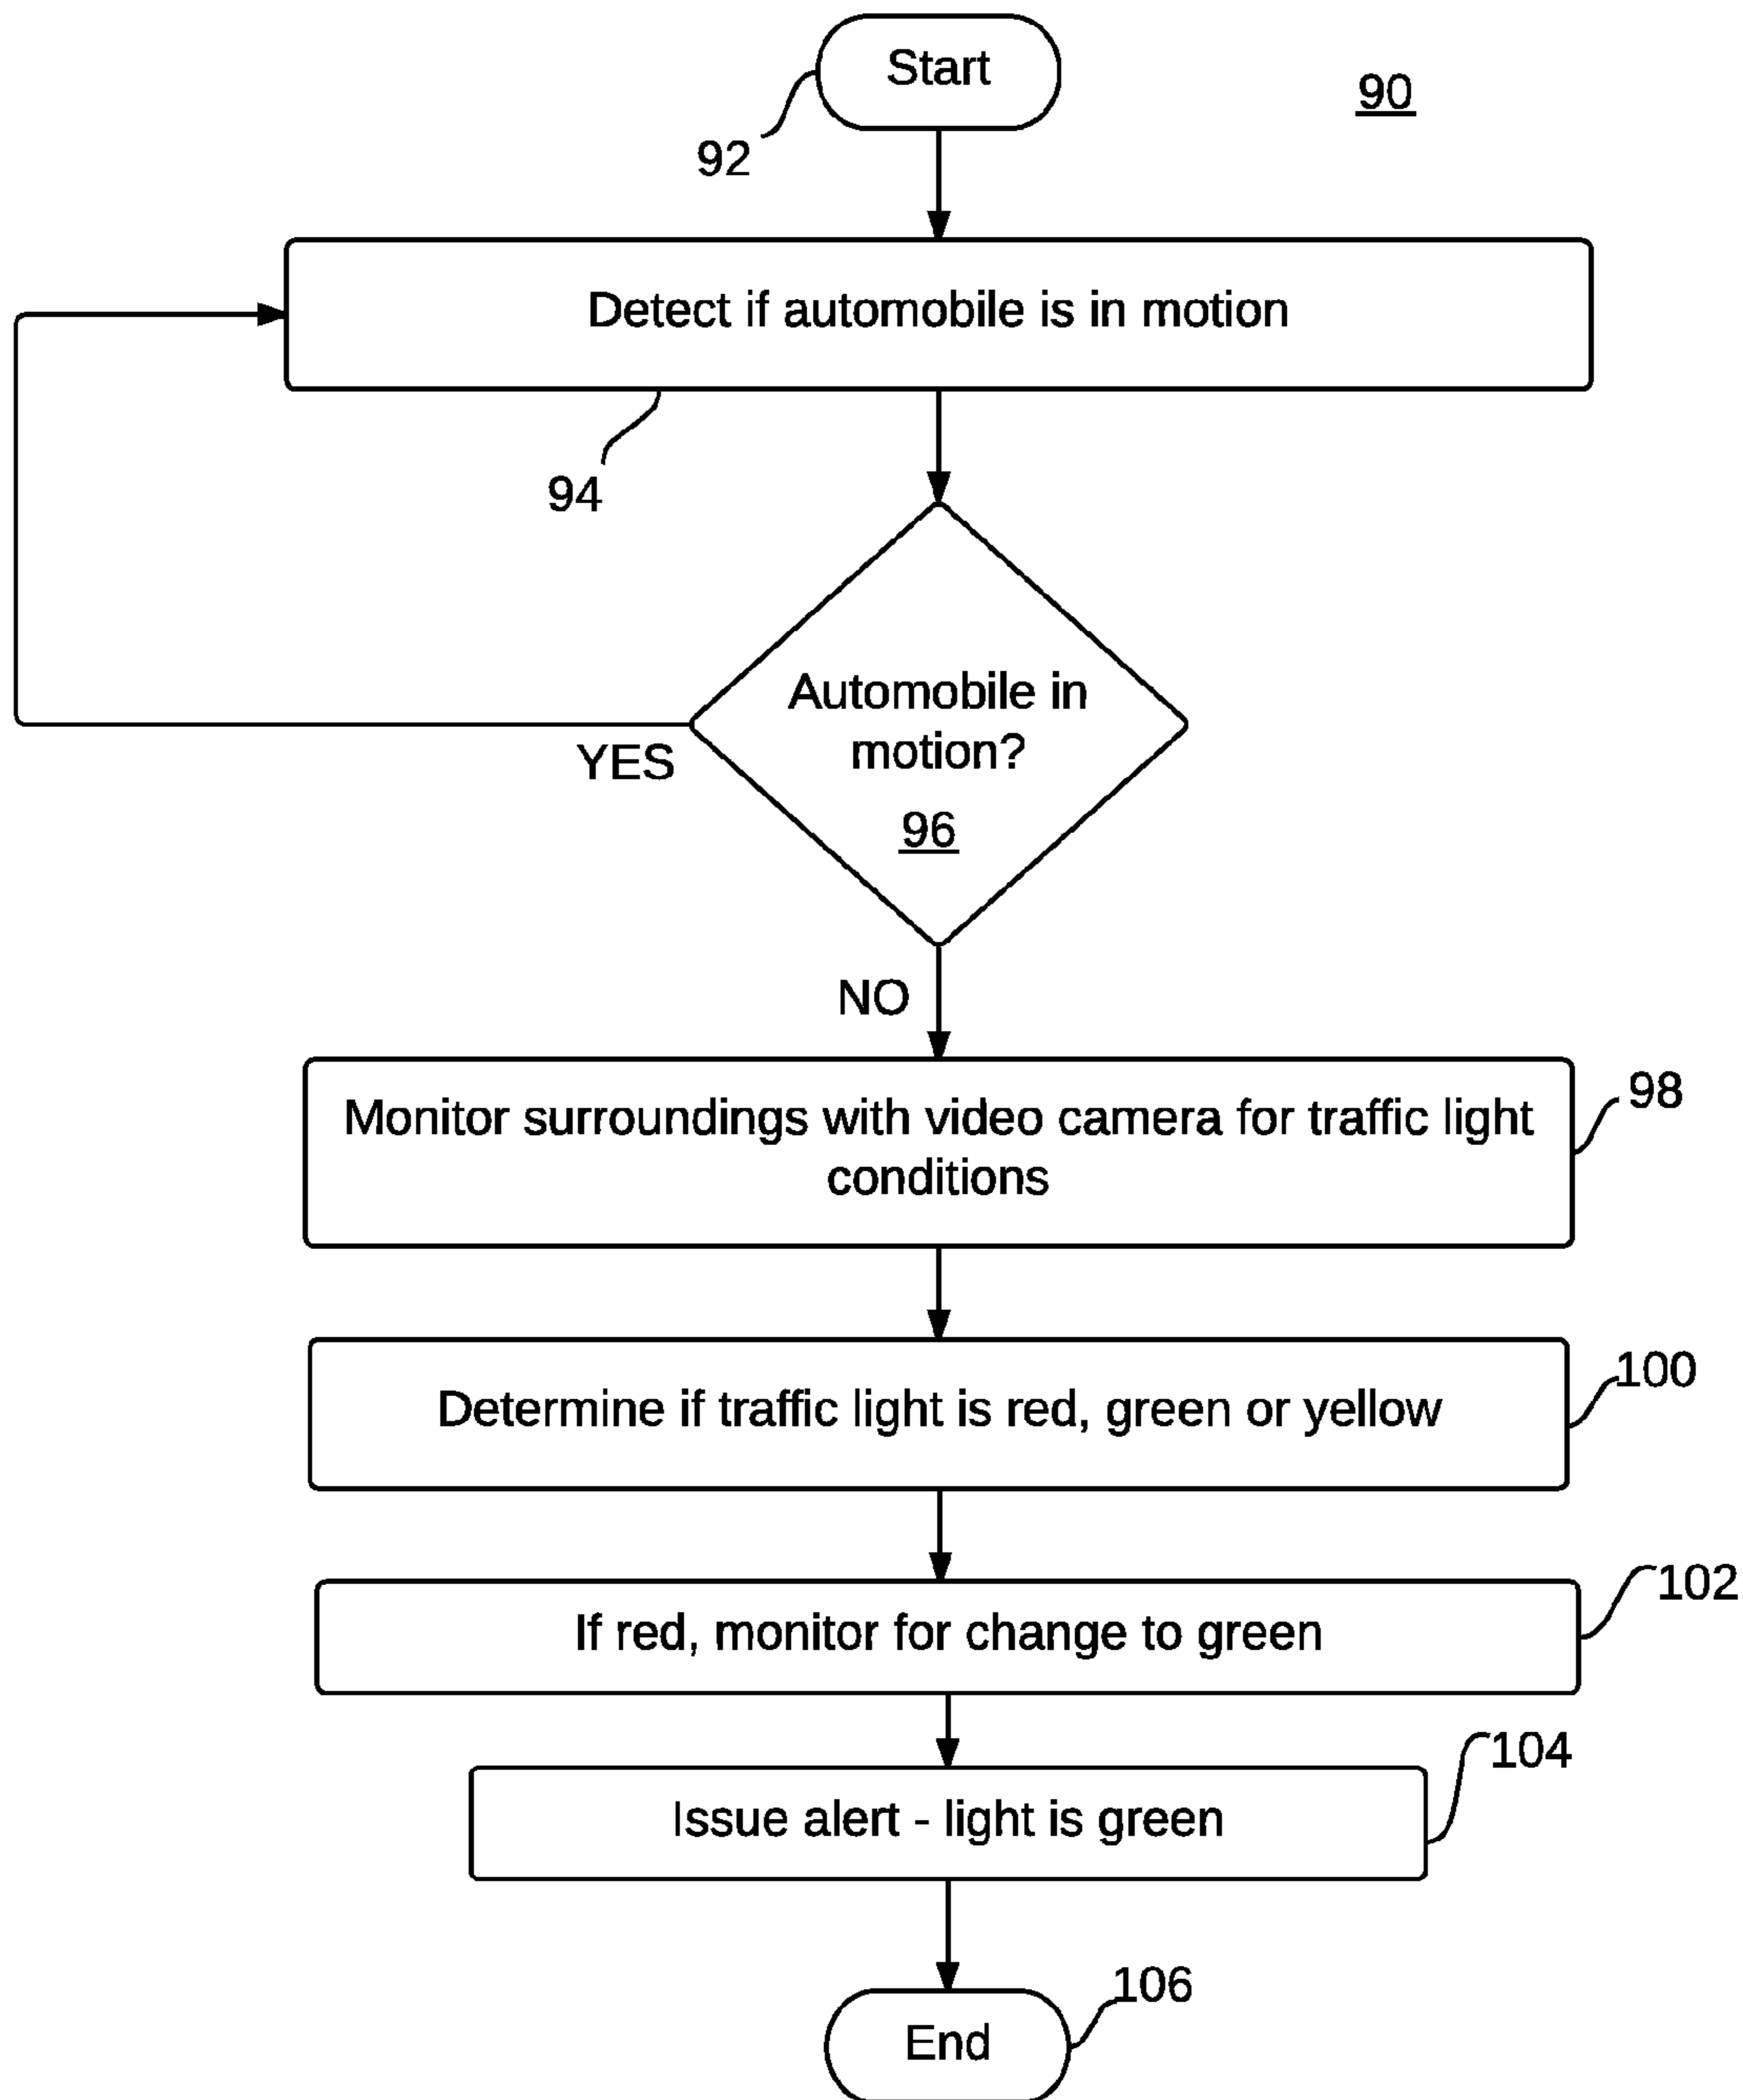 Start
90
92
Detect if automobile is in motion
94
Automobile in
motion?
96
YES
NO
Monitor surroundings with video camera for traffic light
conditions
98
Determine if traffic light is red, green or yellow
100
If red, monitor for change to green
102
Issue alert - light is green
104
End
106